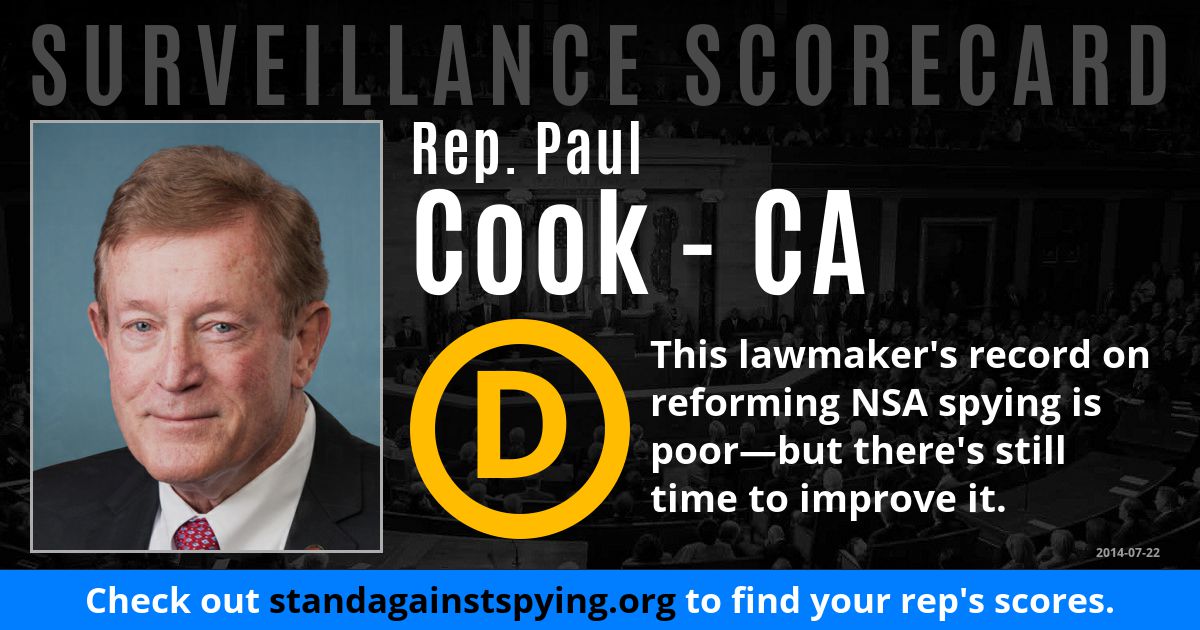 SURVEILLANCE SCORECARD
Rep. Paul
Cook - CA
D
This lawmaker's record on
reforming NSA spying is
poor—but there's still
time to improve it.
2014-07-22
Check out standagainstspying.org to find your rep's scores.